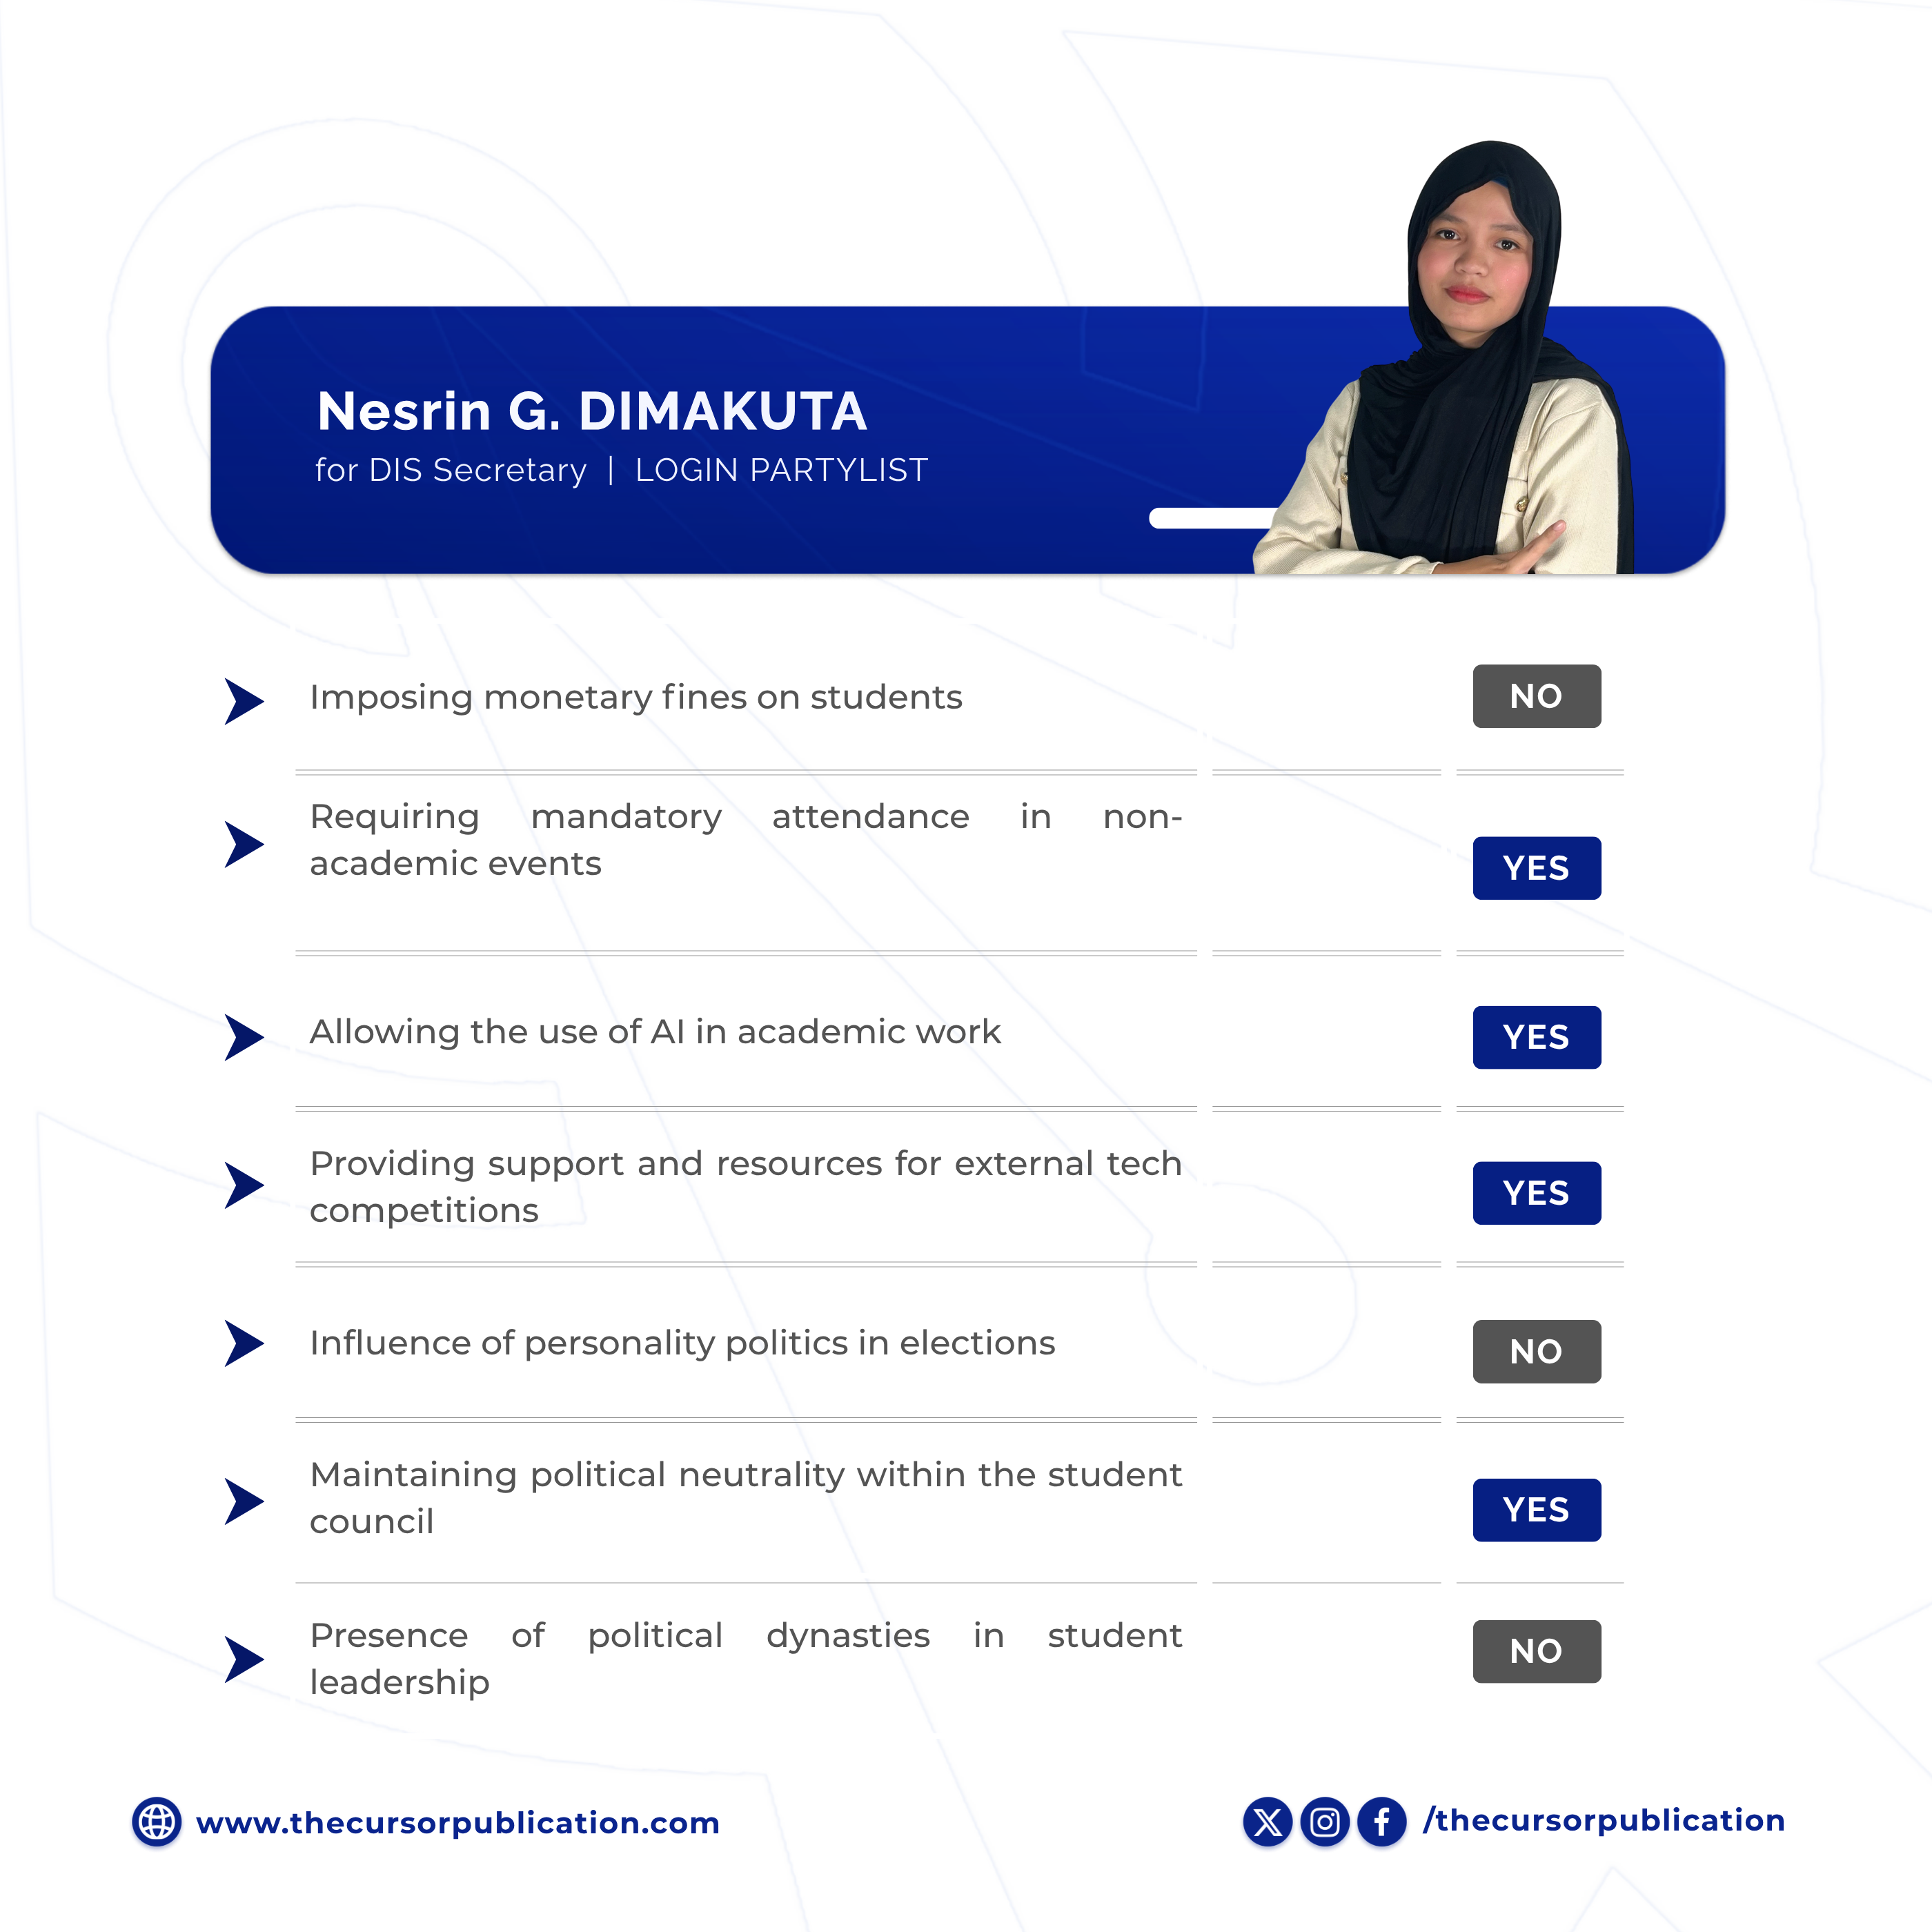 Nesrin G. DIMAKUTA
for DIS Secretary | LOGIN PARTYLIST
Imposing monetary fines on students
NO
Requiring mandatory attendance in non-
academic events
YES
Allowing the use of AI in academic work
YES
Providing support and resources for external tech
competitions
YES
Influence of personality politics in elections
NO
Maintaining political neutrality within the student
council
YES
Presence of political dynasties in student
leadership
NO
www.thecursorpublication.com
/thecursorpublication